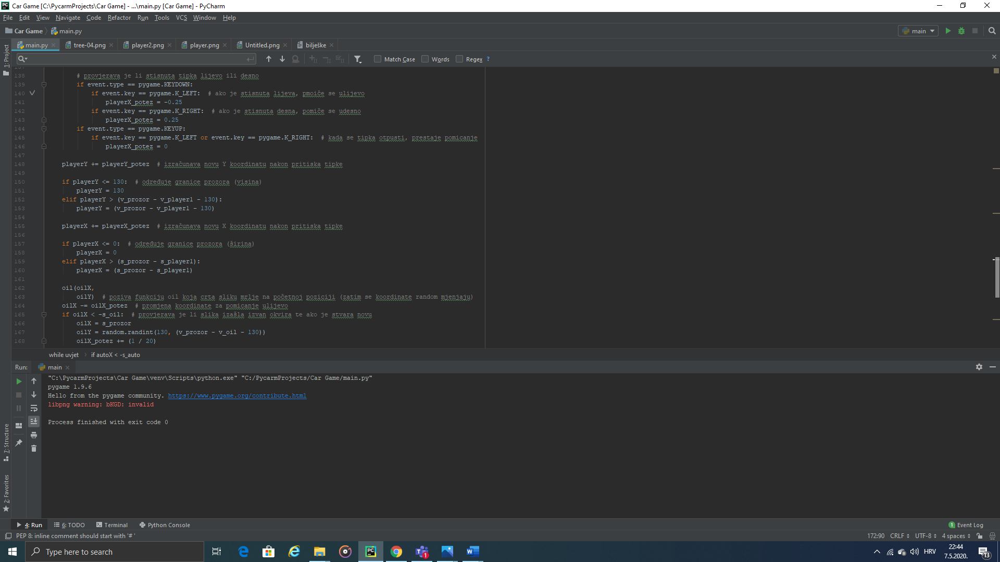 Car Game [C:\PycarmProjects\Car Game] - ...\main.py [Car Game] - PyCharm
File Edit View Navigate Code Refactor Run Tools VCS Window Help
Car Game main.py main
1: Project
main.py tree-04.png player2.png player.png Untitled.png bilješke
Match Case Words Regex ?
138 # provjerava je li stisnuta tipka lijevo ili desno
139 if event.type == pygame.KEYDOWN:
140 if event.key == pygame.K_LEFT: # ako je stisnuta lijeva, pmoiče se ulijevo
141 playerX_potez = -0.25
142 if event.key == pygame.K_RIGHT: # ako je stisnuta desna, pomiče se udesno
143 playerX_potez = 0.25
144 if event.type == pygame.KEYUP:
145 if event.key == pygame.K_LEFT or event.key == pygame.K_RIGHT: # kada se tipka otpusti, prestaje pomicanje
146 playerX_potez = 0
147
148 playerY += playerY_potez # izračunava novu Y koordinatu nakon pritiska tipke
149
150 if playerY <= 130: # određuje granice prozora (visina)
151 playerY = 130
152 elif playerY > (v_prozor - v_player1 - 130):
153 playerY = (v_prozor - v_player1 - 130)
154
155 playerX += playerX_potez # izračunava novu X koordinatu nakon pritiska tipke
156
157 if playerX <= 0: # određuje granice prozora (širina)
158 playerX = 0
159 elif playerX > (s_prozor - s_player1):
160 playerX = (s_prozor - s_player1)
161
162 oil(oilX,
163 oilY) # poziva funkciju oil koja crta sliku mrlje na početnoj poziciji (zatim se koordinate random mjenjaju)
164 oilX -= oilX_potez # promjena koordinate za pomicanje ulijevo
165 if oilX < -s_oil: # provjerava je li slika izašla izvan okvira te ako je stvara novu
166 oilX = s_prozor
167 oilY = random.randint(130, (v_prozor - v_oil - 130))
168 oilX_potez += (1 / 20)
while uvjet if autoX < -s_auto
Run: main
"C:\PycarmProjects\Car Game\venv\Scripts\python.exe" "C:/PycarmProjects/Car Game/main.py"
pygame 1.9.6
Hello from the pygame community. https://www.pygame.org/contribute.html
libpng warning: bKGD: invalid
Process finished with exit code 0
7: Structure
2: Favorites
4: Run 6: TODO Terminal Python Console 1 Event Log
PEP 8: inline comment should start with '# ' 172:90 CRLF UTF-8 4 spaces
Type here to search
PC
1
HRV
22:44
7.5.2020.
13